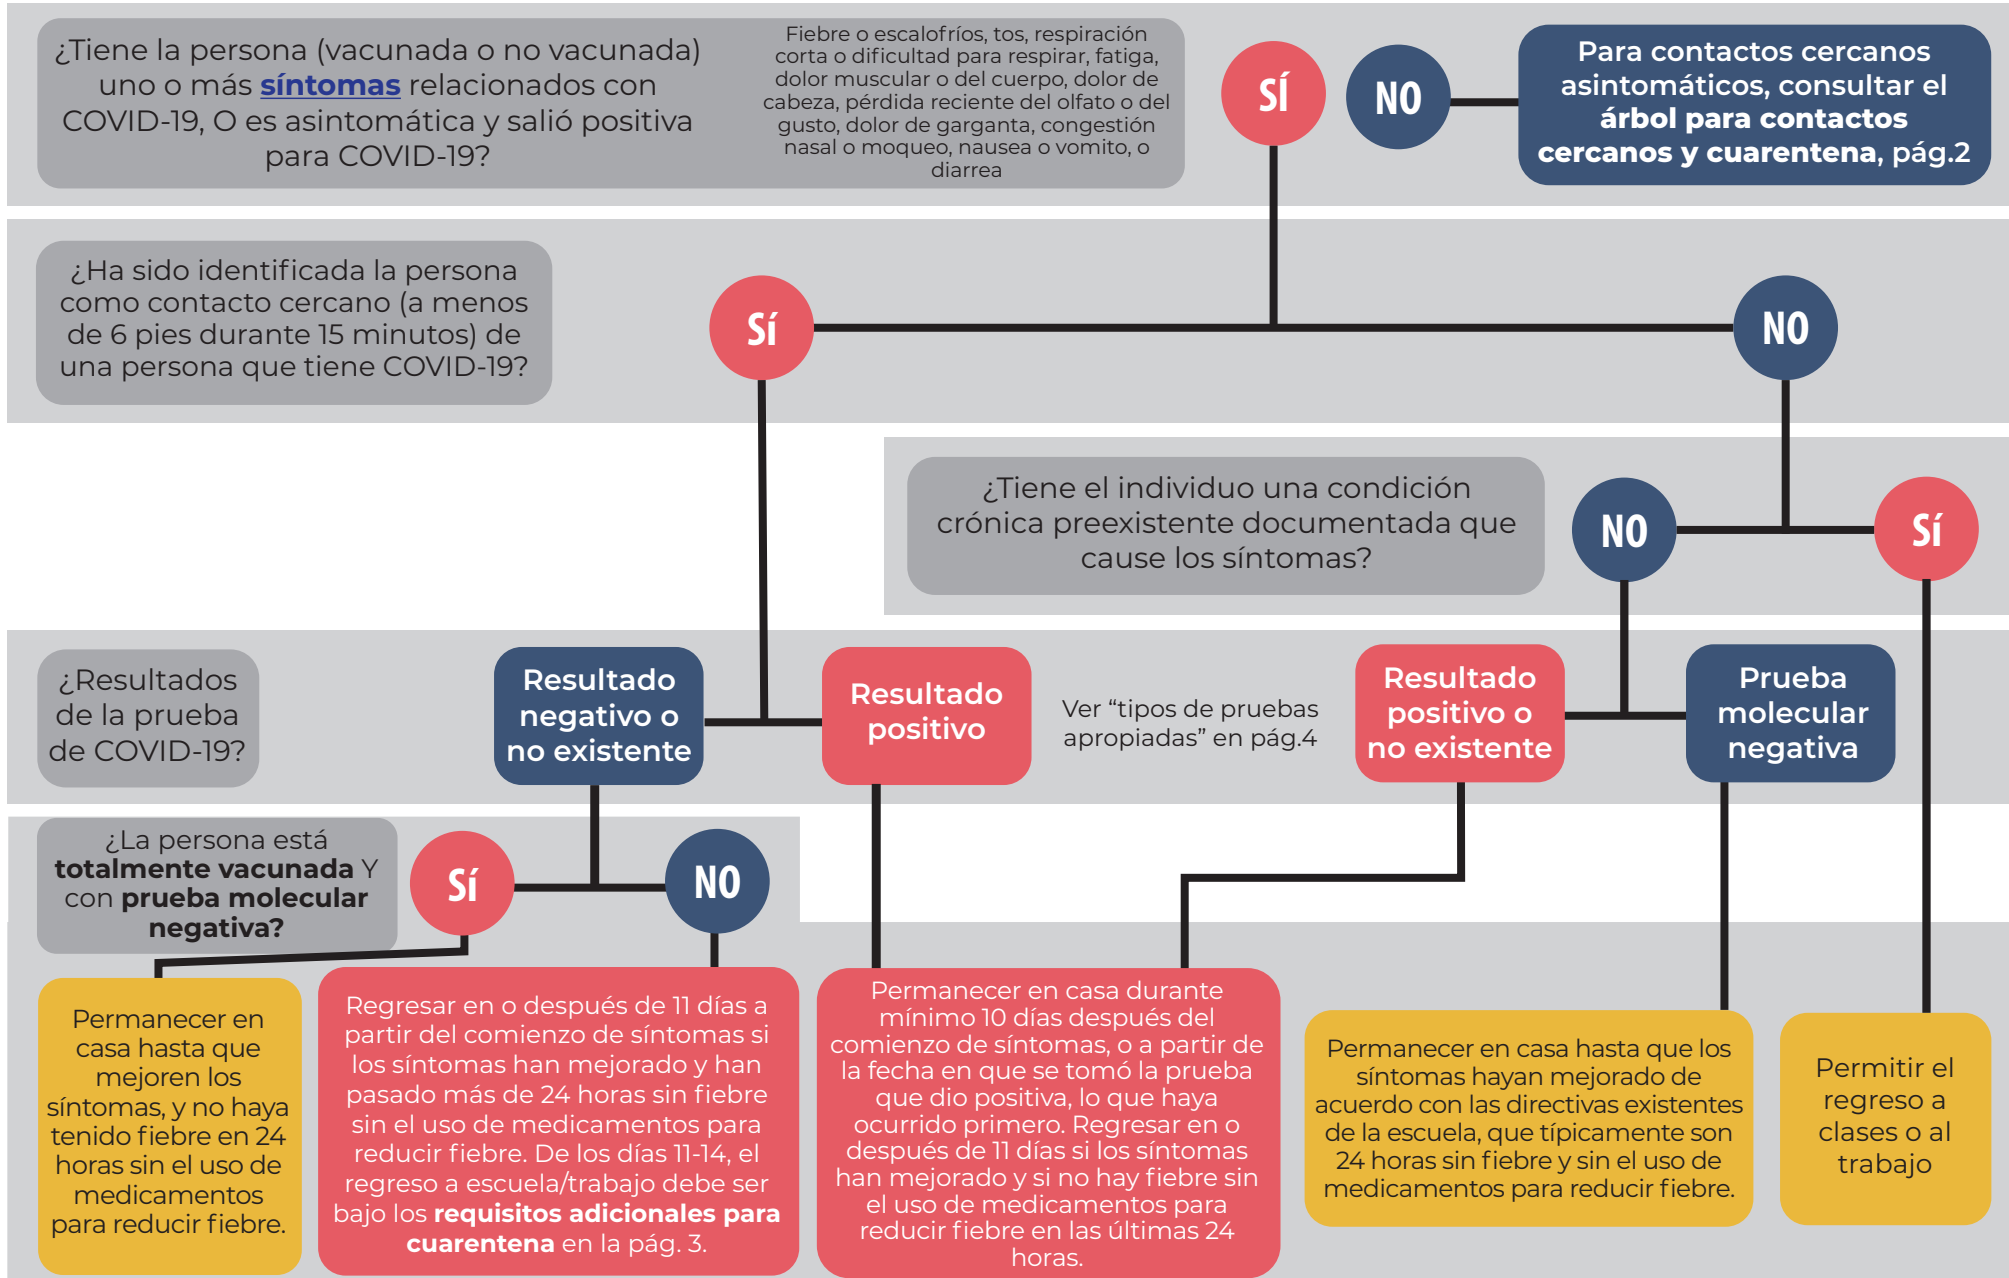 ¿Tiene la persona (vacunada o no vacunada)
uno o más síntomas relacionados con
COVID-19, O es asintomática y salió positiva
para COVID-19?
Fiebre o escalofríos, tos, respiración
corta o dificultad para respirar, fatiga,
dolor muscular o del cuerpo, dolor de
cabeza, pérdida reciente del olfato o del
gusto, dolor de garganta, congestión
nasal o moqueo, nausea o vomito, o
diarrea
SÍ
NO
Para contactos cercanos
asintomáticos, consultar el
árbol para contactos
cercanos y cuarentena, pág.2
¿Ha sido identificada la persona
como contacto cercano (a menos
de 6 pies durante 15 minutos) de
una persona que tiene COVID-19?
Sí
NO
¿Tiene el individuo una condición
crónica preexistente documentada que
cause los síntomas?
NO
Sí
¿Resultados
de la prueba
de COVID-19?
Resultado
negativo o
no existente
Resultado
positivo
Ver “tipos de pruebas
apropiadas” en pág.4
Resultado
positivo o
no existente
Prueba
molecular
negativa
¿La persona está
totalmente vacunada Y
con prueba molecular
negativa?
Sí
NO
Permanecer en
casa hasta que
mejoren los
síntomas, y no haya
tenido fiebre en 24
horas sin el uso de
medicamentos
para reducir fiebre.
Regresar en o después de 11 días a
partir del comienzo de síntomas si
los síntomas han mejorado y han
pasado más de 24 horas sin fiebre
sin el uso de medicamentos para
reducir fiebre. De los días 11-14, el
regreso a escuela/trabajo debe ser
bajo los requisitos adicionales para
cuarentena en la pág. 3.
Permanecer en casa durante
mínimo 10 días después del
comienzo de síntomas, o a partir de
la fecha en que se tomó la prueba
que dio positiva, lo que haya
ocurrido primero. Regresar en o
después de 11 días si los síntomas
han mejorado y si no hay fiebre sin
el uso de medicamentos para
reducir fiebre en las últimas 24
horas.
Permanecer en casa hasta que los
síntomas hayan mejorado de
acuerdo con las directivas existentes
de la escuela, que típicamente son
24 horas sin fiebre y sin el uso de
medicamentos para reducir fiebre.
Permitir el
regreso a
clases o al
trabajo